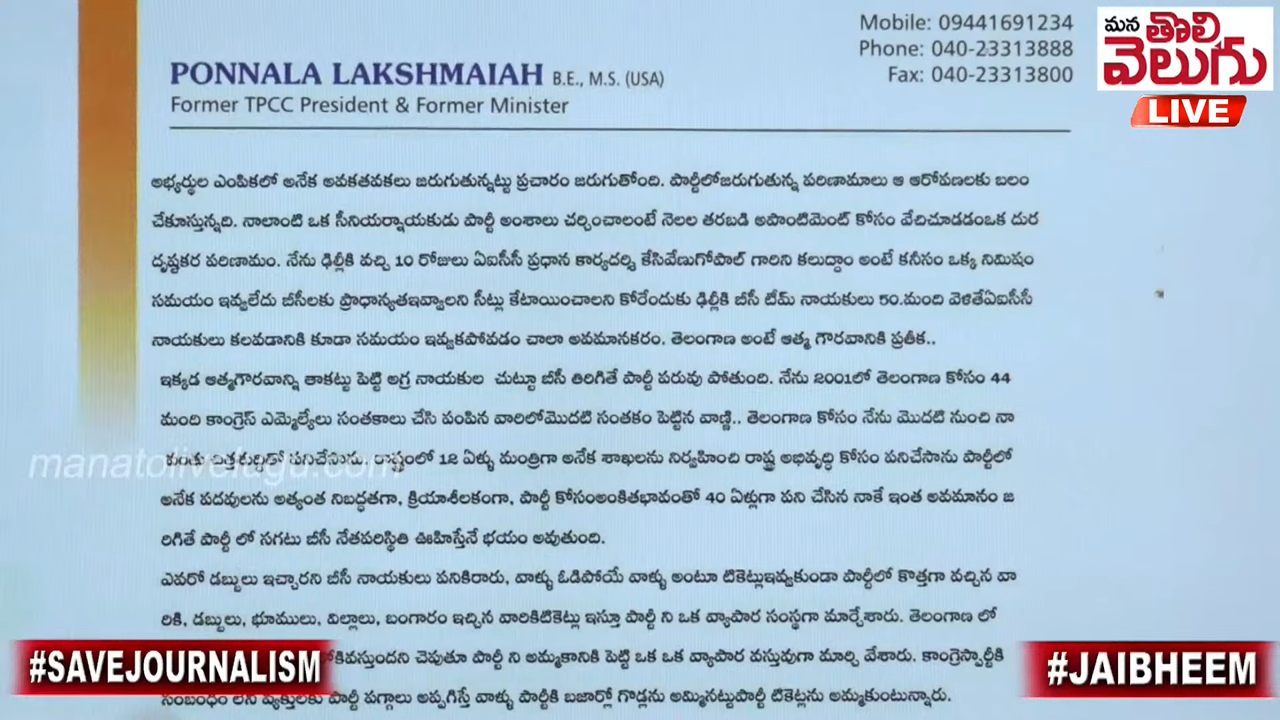 Mobile: 09441691234
Phone: 040-23313888
Fax: 040-23313800
మన
తొలి
వెలుగు
LIVE
PONNALA LAKSHMAIAH B.E., M.S. (USA)
Former TPCC President & Former Minister
అభ్యర్థుల ఎంపికలో అనేక అవకతవకలు జరుగుతున్నట్టు ప్రచారం జరుగుతోంది. పార్టీలోజరుగుతున్న పరిణామాలు ఆ ఆరోపణలకు బలం
చేకూస్తున్నది. నాలాంటి ఒక సీనియర్నాయకుడు పార్టీ అంశాలు చర్చించాలంటే నెలల తరబడి అపాంటిమెంట్ కోసం వేచిచూడడంఒక దుర
దృష్టకర పరిణామం. నేను ఢిల్లీకి వచ్చి 10 రోజులు ఏఐసీసీ ప్రధాన కార్యదర్శి కేసివేణుగోపాల్ గారిని కలుద్దాం అంటే కనీసం ఒక్క నిమిషం
సమయం ఇవ్వలేదు బీసీలకు ప్రాధాన్యతఇవ్వాలని సీట్లు కేటాయించాలని కోరేందుకు ఢిల్లీకి బీసీ టీమ్ నాయకులు 50.మంది వెళితేఏఐసీసీ
నాయకులు కలవడానికి కూడా సమయం ఇవ్వకపోవడం చాలా అవమానకరం. తెలంగాణ అంటే ఆత్మ గౌరవానికి ప్రతీక..
ఇక్కడ ఆత్మగౌరవాన్ని తాకట్టు పెట్టి అగ్ర నాయకుల చుట్టూ బీసీ తిరిగితే పార్టీ పరువు పోతుంది. నేను 2001లో తెలంగాణ కోసం 44
మంది కాంగ్రెస్ ఎమ్మెల్యేలు సంతకాలు చేసి పంపిన వారిలోమొదటి సంతకం పెట్టిన వాణ్ణి.. తెలంగాణ కోసం నేను మొదటి నుంచి నా
manatolivelugu.com
వంతు చిత్తశుద్ధితో పనిచేసాను. రాష్ట్రంలో 12 ఏళ్ళు మంత్రిగా అనేక శాఖలను నిర్వహించి రాష్ట్ర అభివృద్ధి కోసం పనిచేసాను పార్టీలో
అనేక పదవులను అత్యంత నిబద్ధతగా, క్రియాశీలకంగా, పార్టీ కోసంఅంకితభావంతో 40 ఏళ్లుగా పని చేసిన నాకే ఇంత అవమానం జ
రిగితే పార్టీ లో సగటు బీసీ నేతపరిస్థితి ఊహిస్తేనే భయం అవుతుంది.
ఎవరో డబ్బులు ఇచ్చారని బీసీ నాయకులు పనికిరారు, వాళ్ళు ఓడిపోయే వాళ్ళు అంటూ టికెట్లుఇవ్వకుండా పార్టీలో కొత్తగా వచ్చిన వా
రికి, డబ్బులు, భూములు, విల్లాలు, బంగారం ఇచ్చిన వారికిటికెట్లు ఇస్తూ పార్టీ ని ఒక వ్యాపార సంస్థగా మార్చేశారు. తెలంగాణ లో
చెపుతూ పార్టీ ని అమ్మకానికి పెట్టి ఒక ఒక వ్యాపార వస్తువుగా మార్చి వేశారు. కాంగ్రెస్పార్టీకి
సంబంధం లేని వ్యక్తులకు పార్టీ పగ్గాలు అప్పగిస్తే వాళ్ళు పార్టీకి బజార్లో గొడ్లను అమ్మినట్టుపార్టీ టికెట్లను అమ్ముకుంటున్నారు.
#SAVEJOURNALISM
#JAIBHEEM